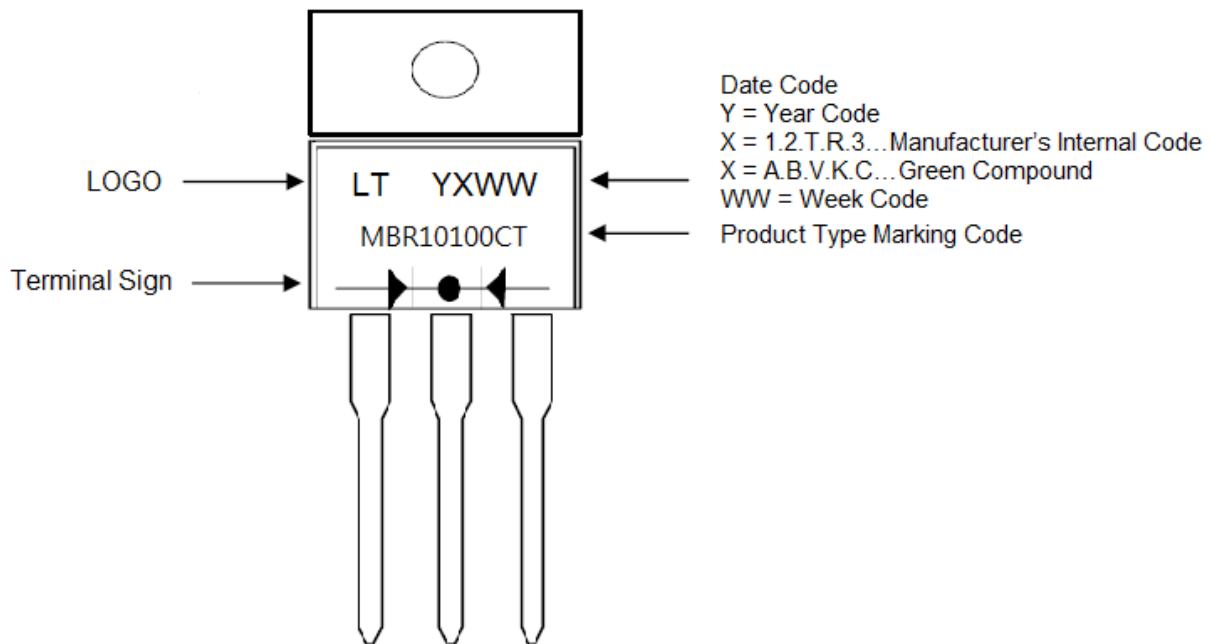 Date Code
Y = Year Code
X = 1.2.T.R.3...Manufacturer's Internal Code
X = A.B.V.K.C...Green Compound
WW = Week Code
LOGO
LT YXWW
MBR10100CT
Product Type Marking Code
Terminal Sign